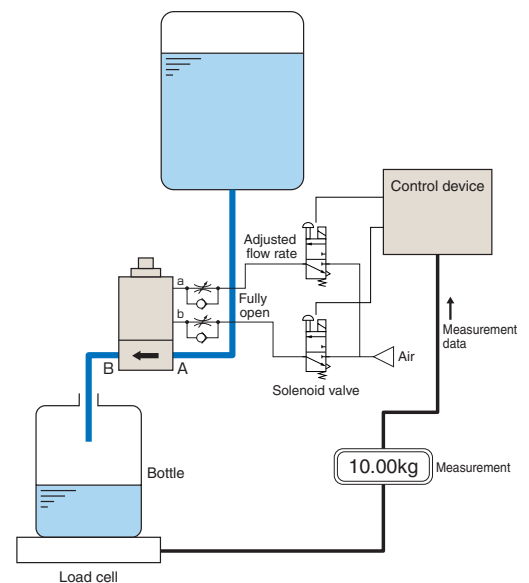 Control device
Adjusted
flow rate
a
Fully
open
b
Measurement
data
Air
B
A
Solenoid valve
Bottle
10.00kg
Measurement
Load cell